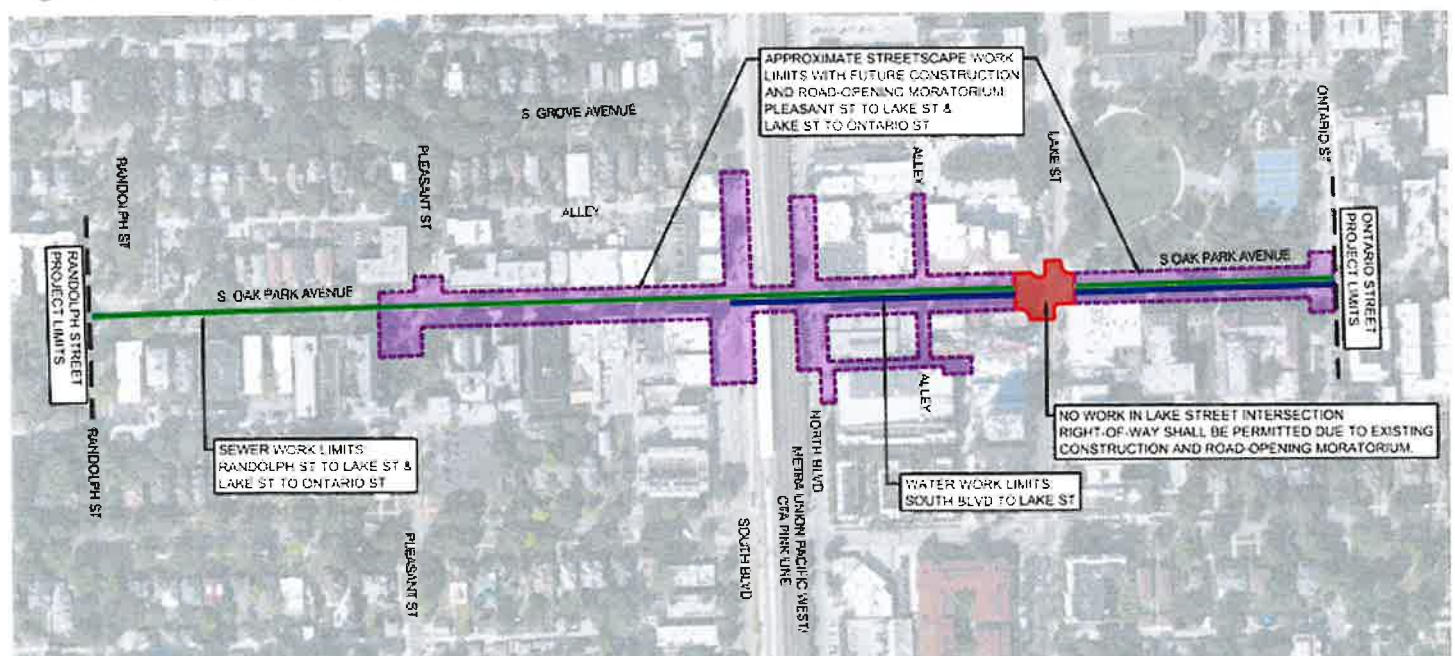 APPROXIMATE STREETSCAPE WORK
LIMITS WITH FUTURE CONSTRUCTION
AND ROAD-OPENING MORATORIUM:
PLEASANT ST TO LAKE ST &
LAKE ST TO ONTARIO ST
S GROVE AVENUE
RANDOLPH ST
PLEASANT ST
ALLEY
ALLEY
LAKE ST
ONTARIO ST
RANDOLPH STREET
PROJECT LIMITS
S OAK PARK AVENUE
S OAK PARK AVENUE
ONTARIO STREET
PROJECT LIMITS
RANDOLPH ST
SEWER WORK LIMITS:
RANDOLPH ST TO LAKE ST &
LAKE ST TO ONTARIO ST
PLEASANT ST
SOUTH BLVD
METRA UNION PACIFIC WEST/
CTA PINK LINE
NORTH BLVD
ALLEY
WATER WORK LIMITS:
SOUTH BLVD TO LAKE ST
NO WORK IN LAKE STREET INTERSECTION
RIGHT-OF-WAY SHALL BE PERMITTED DUE TO EXISTING
CONSTRUCTION AND ROAD-OPENING MORATORIUM.